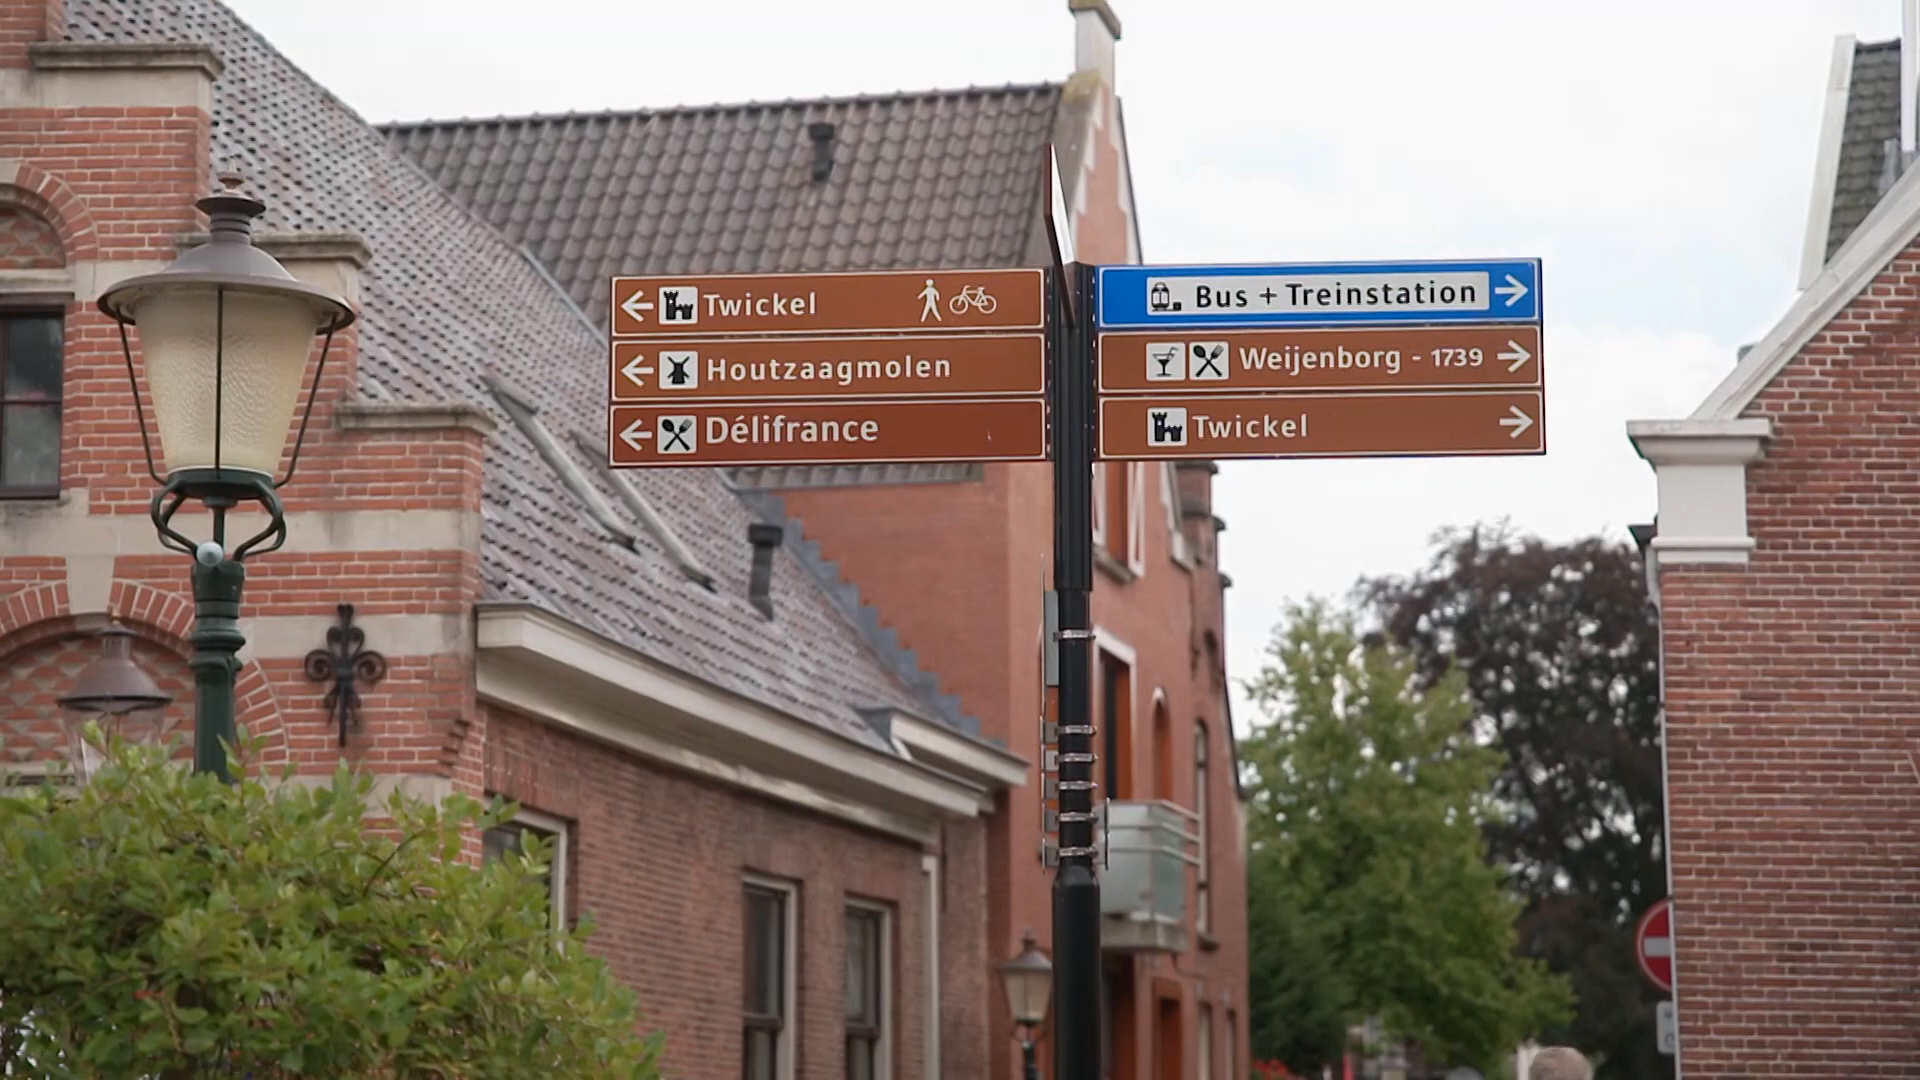 Twickel
Houtzaagmolen
Délifrance
Bus + Treinstation
Weijenborg - 1739
Twickel